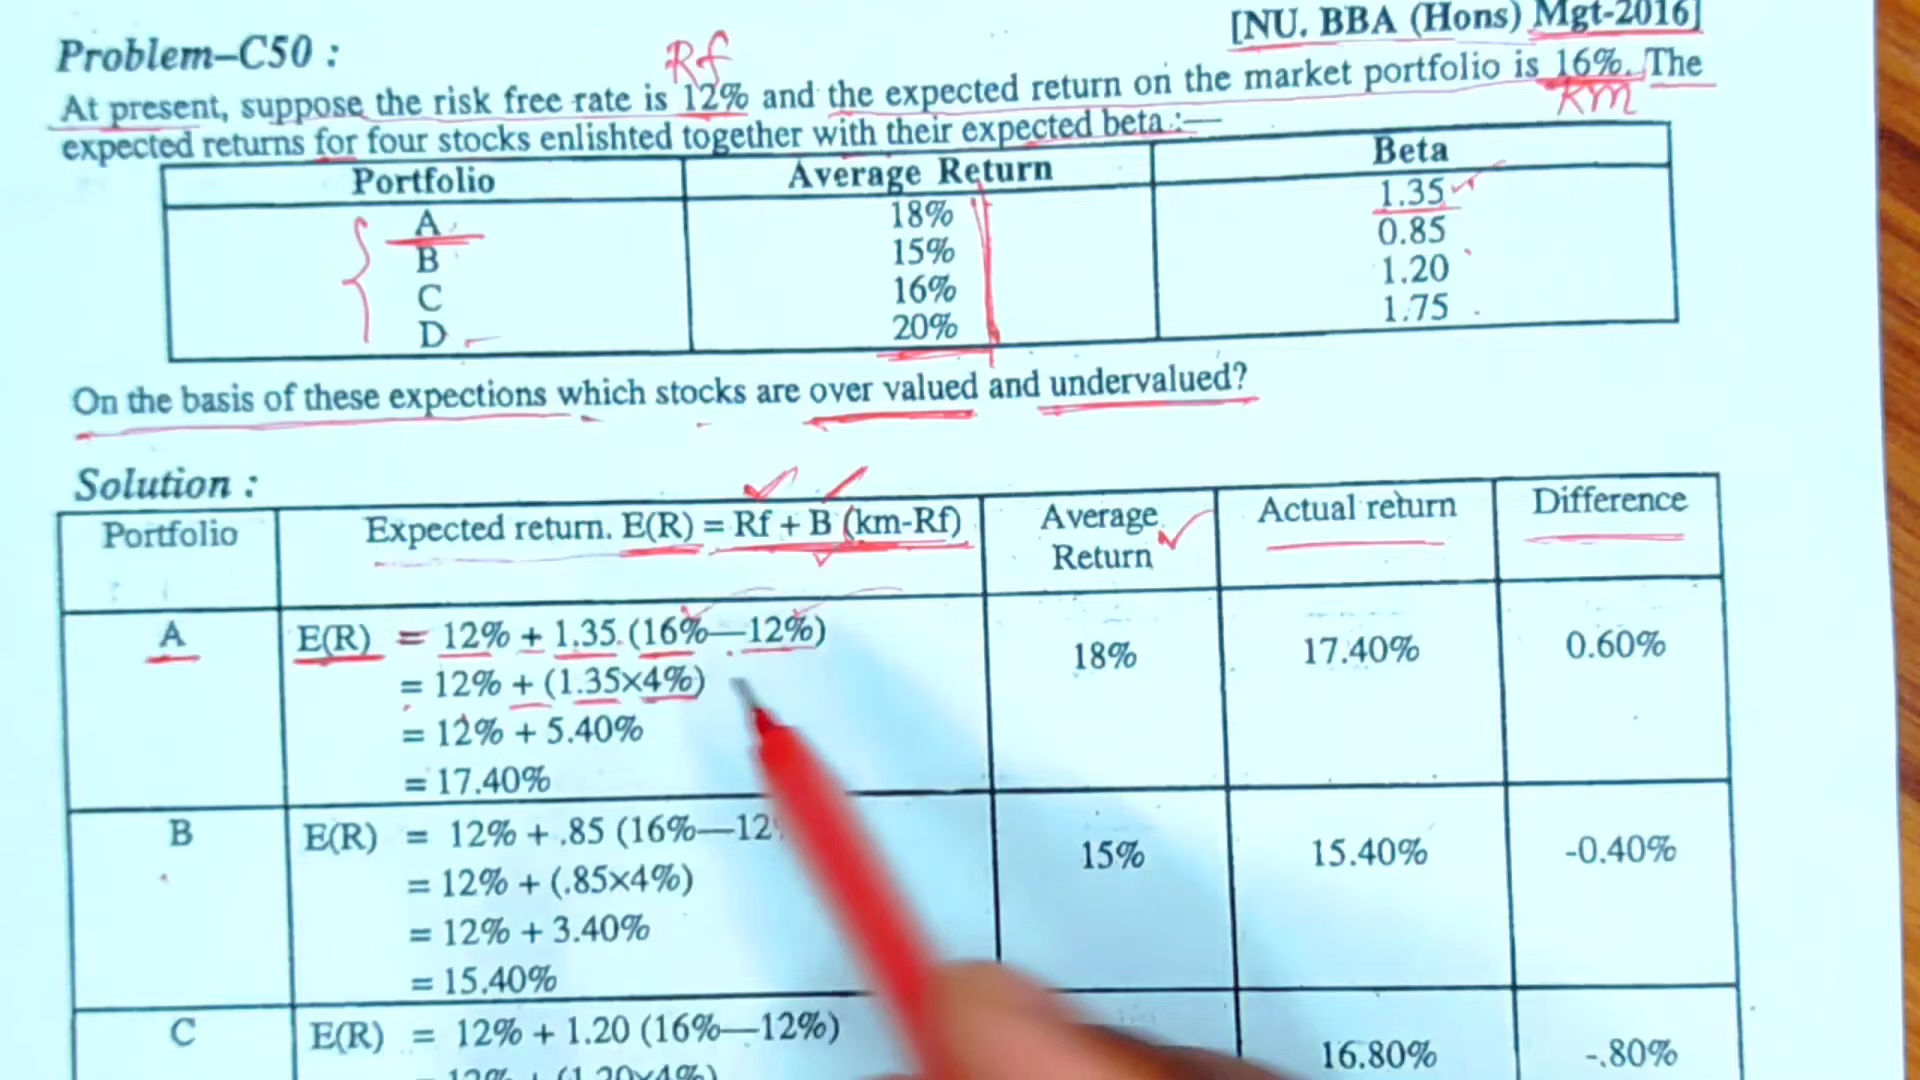 [NU. BBA (Hons) Mgt-2016]
Problem–C50 :
Rf
At present, suppose the risk free rate is 12% and the expected return on the market portfolio is 16%. The
km
expected returns for four stocks enlishted together with their expected beta :—
Portfolio Average Return Beta
A 18% 1.35
B 15% 0.85
C 16% 1.20
D 20% 1.75
On the basis of these expections which stocks are over valued and undervalued?
Solution :
Portfolio Expected return. E(R) = Rf + B (km-Rf) Average Return Actual return Difference
A E(R) = 12% + 1.35 (16%—12%) 18% 17.40% 0.60%
= 12% + (1.35×4%)
= 12% + 5.40%
= 17.40%
B E(R) = 12% + .85 (16%—12 15% 15.40% -0.40%
= 12% + (.85×4%)
= 12% + 3.40%
= 15.40%
C E(R) = 12% + 1.20 (16%—12%) 16.80% -.80%
= 12% + (1.20×4%)